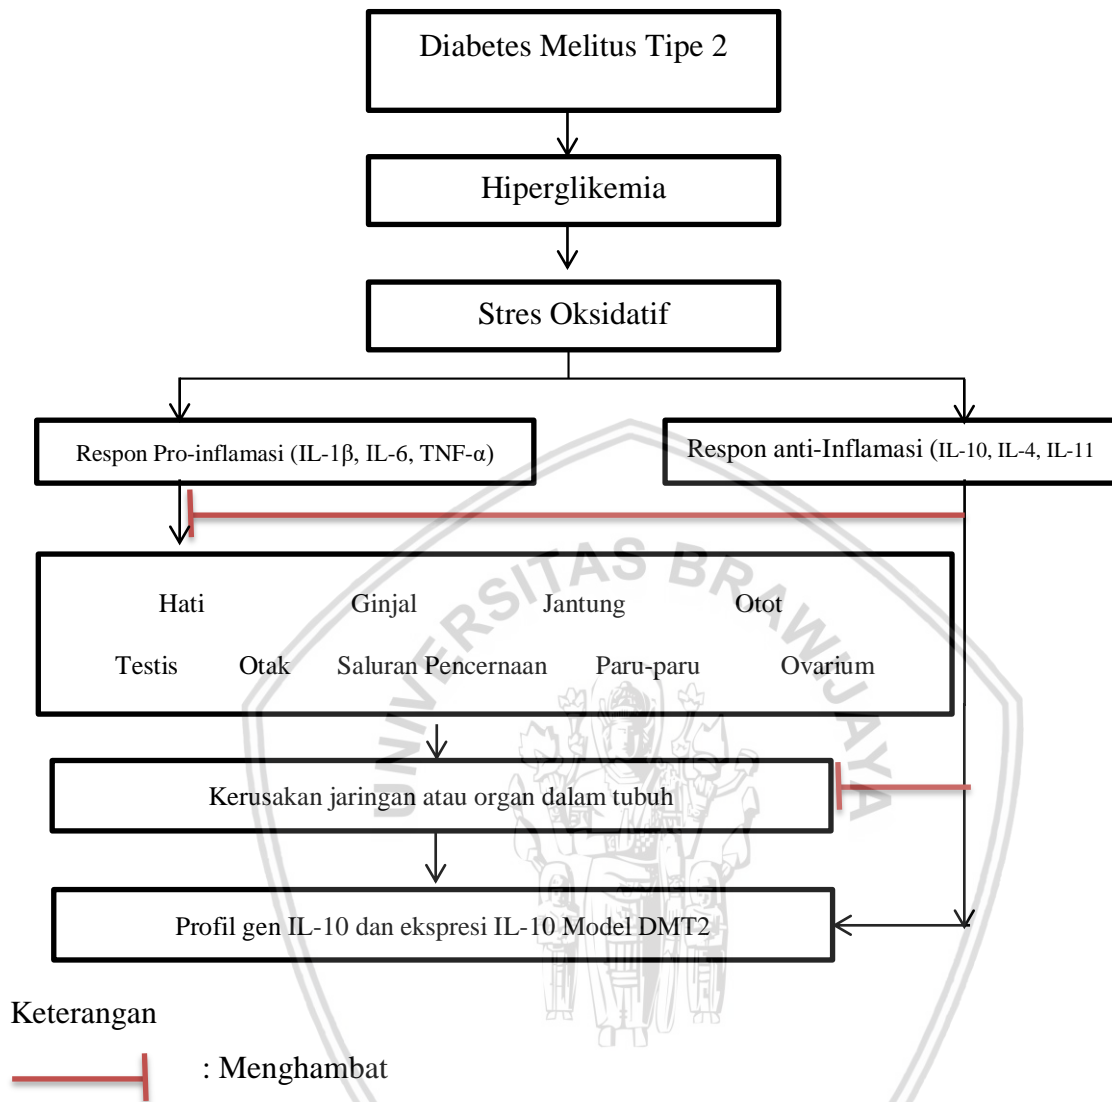 Diabetes Melitus Tipe 2
Hiperglikemia
Stres Oksidatif
Respon Pro-inflamasi (IL-1β, IL-6, TNF-α)
Respon anti-Inflamasi (IL-10, IL-4, IL-11
UNIVERSITAS BRAWIJAYA
Hati Ginjal Jantung Otot
Testis Otak Saluran Pencernaan Paru-paru Ovarium
Kerusakan jaringan atau organ dalam tubuh
Profil gen IL-10 dan ekspresi IL-10 Model DMT2
Keterangan
: Menghambat